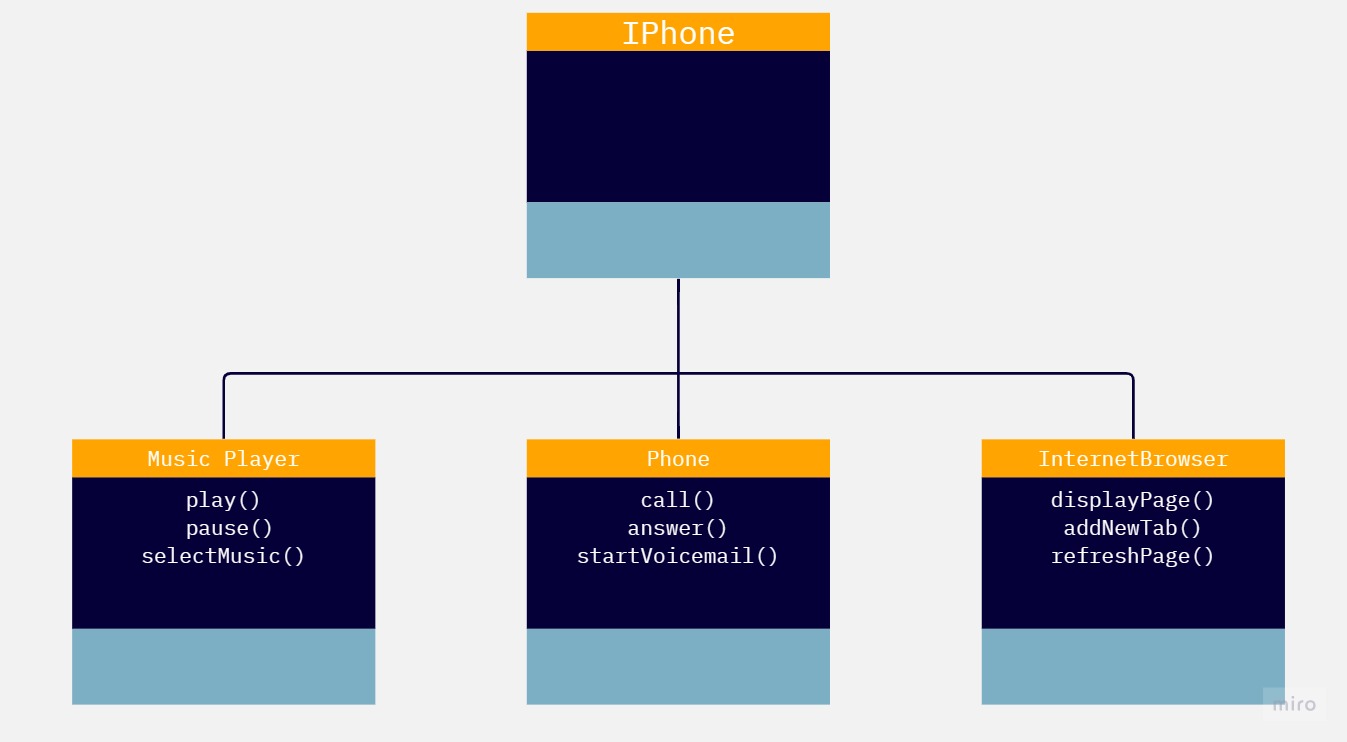 IPhone
Music Player
play()
pause()
selectMusic()
Phone
call()
answer()
startVoicemail()
InternetBrowser
displayPage()
addNewTab()
refreshPage()
miro